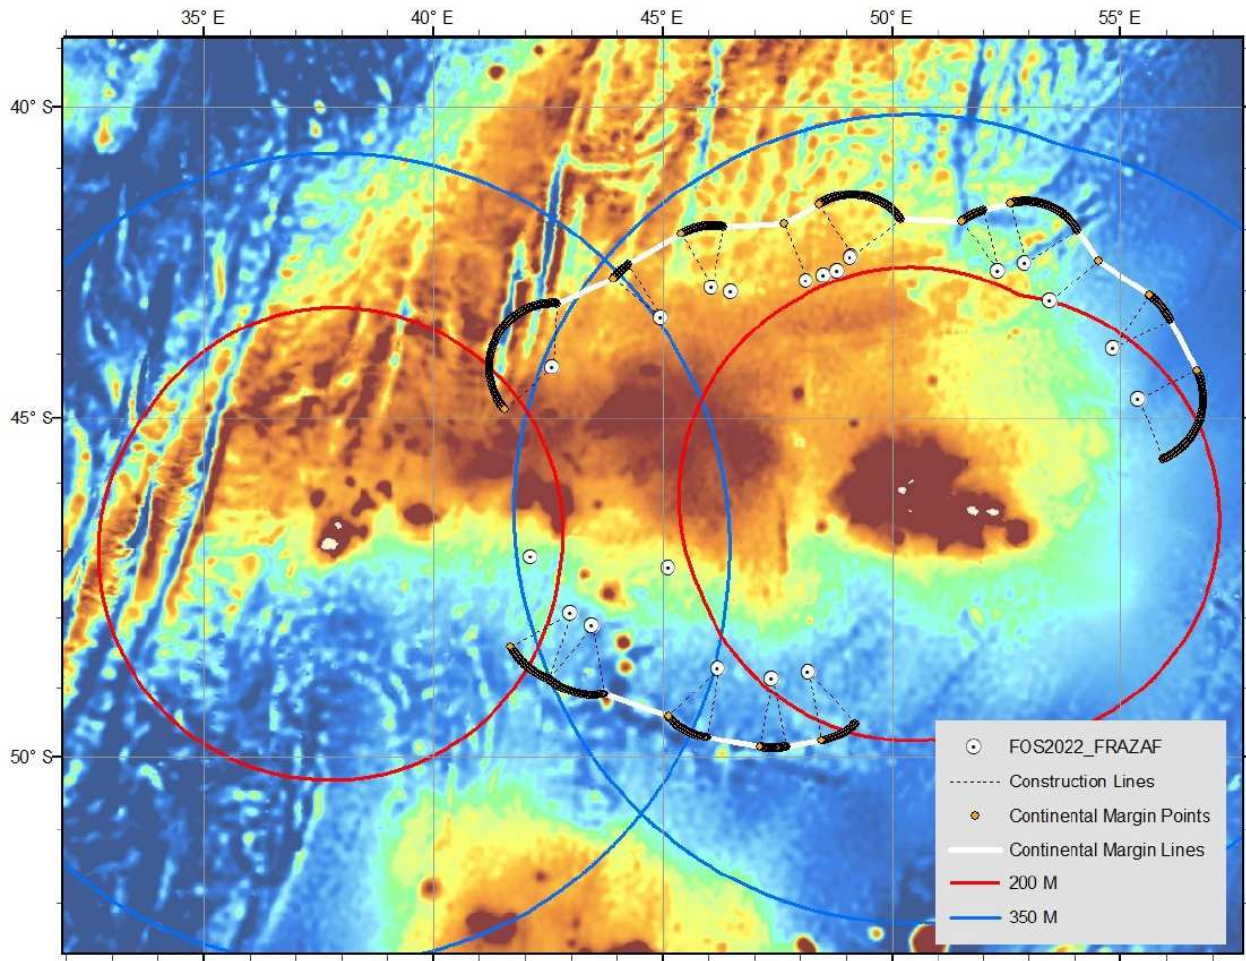 35° E 40° E 45° E 50° E 55° E
40° S
45° S
50° S
FOS2022_FRAZAF
Construction Lines
Continental Margin Points
Continental Margin Lines
200 M
350 M